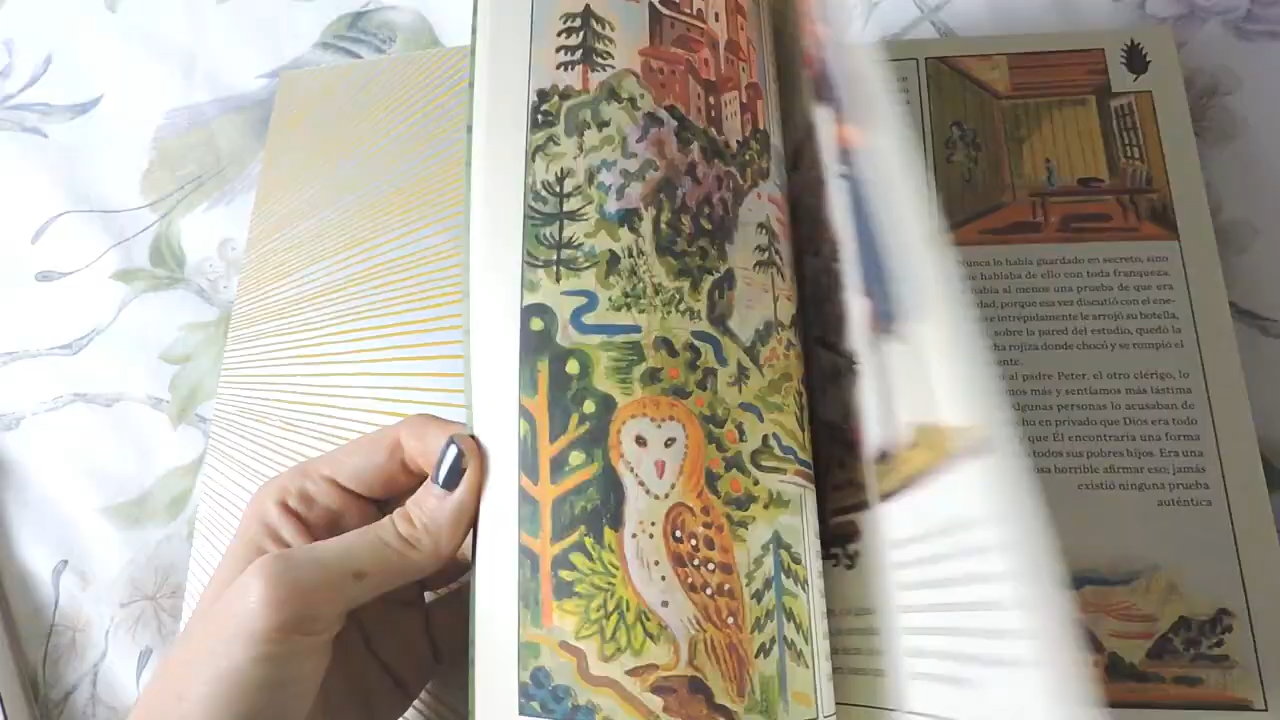 Nunca lo había guardado en secreto, sino
hablaba de ello con toda franqueza.
había al menos una prueba de que era
porque esa vez discutió con el ene-
intrépidamente le arrojó su botella,
sobre la pared del estudio, quedó la
rojiza donde chocó y se rompió el
al padre Peter, el otro clérigo, lo
más y sentíamos más lástima
Algunas personas lo acusaban de
en privado que Dios era todo
que Él encontraría una forma
todos sus pobres hijos. Era una
horrible afirmar eso; jamás
existió ninguna prueba
auténtica